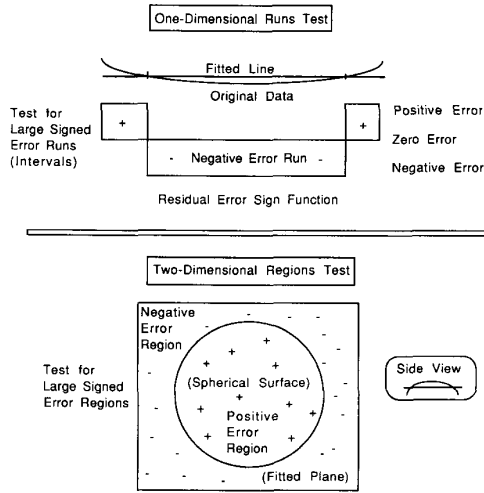 One-Dimensional Runs Test
Fitted Line
Original Data
Test for
Large Signed
Error Runs
(Intervals)
+
+
Positive Error
Zero Error
Negative Error
- Negative Error Run -
Residual Error Sign Function
Two-Dimensional Regions Test
Negative
Error
Region
Test for
Large Signed
Error Regions
(Spherical Surface)
Positive
Error
Region
(Fitted Plane)
Side View